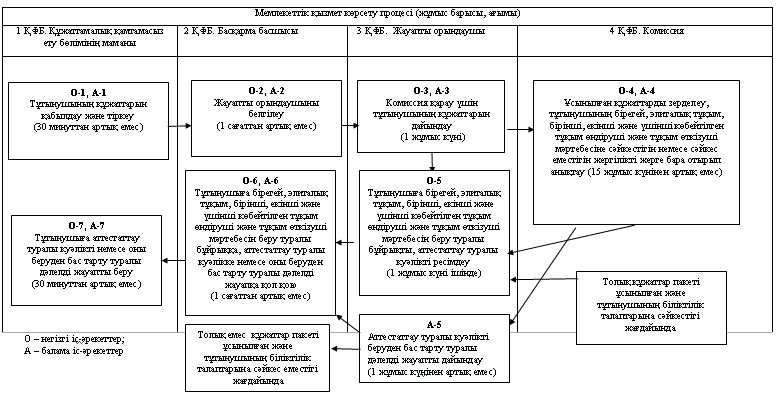 Мемлекеттік қызмет көрсету процесі (жұмыс барысы, ағымы)
1 ҚФБ. Құжаттамалық қамтамасыз
ету бөлімінің маманы
2 ҚФБ. Басқарма басшысы
3 ҚФБ. Жауапты орындаушы
4 ҚФБ. Комиссия
О-1, А-1
Тұтынушының құжаттарын
қабылдау және тіркеу
(30 минуттан артық емес)
О-2, А-2
Жауапты орындаушыны
белгілеу
(1 сағаттан артық емес)
О-3, А-3
Комиссия қарау үшін
тұтынушының құжаттарын
дайындау
(1 жұмыс күні)
О-4, А-4
Ұсынылған құжаттарды зерделеу,
тұтынушының бірегей, элиталық тұқым,
бірінші, екінші және үшінші көбейтілген
тұқым өндіруші және тұқым өткізуші
мәртебесіне сәйкестігін немесе сәйкес
еместігін жергілікті жерге бара отырып
анықтау (15 жұмыс күнінен артық емес)
О-6, А-6
Тұтынушыға бірегей, элиталық
тұқым, бірінші, екінші және
үшінші көбейтілген тұқым
өндіруші және тұқым өткізуші
мәртебесін беру туралы
бұйрыққа, аттестаттау туралы
куәлікке немесе оны беруден
бас тарту туралы дәлелді
жауапқа қол қою
(1 сағаттан артық емес)
О-5
Тұтынушыға бірегей, элиталық
тұқым, бірінші, екінші және
үшінші көбейтілген тұқым
өндіруші және тұқым өткізуші
мәртебесін беру туралы
бұйрықты, аттестаттау туралы
куәлікті ресімдеу
(1 жұмыс күні ішінде)
О-7, А-7
Тұтынушыға аттестаттау
туралы куәлікті немесе оны
беруден бас тарту туралы
дәлелді жауапты беру
(30 минуттан артық емес)
Толық құжаттар пакеті
ұсынылған және
тұтынушының біліктілік
талаптарына сәйкестігі
жағдайында
А-5
Аттестаттау туралы куәлікті
беруден бас тарту туралы
дәлелді жауапты дайындау
(1 жұмыс күнінен артық емес)
Толық емес құжаттар пакеті
ұсынылған және
тұтынушының біліктілік
талаптарына сәйкес еместігі
жағдайында
О – негізгі іс-әрекеттер;
А – балама іс-әрекеттер